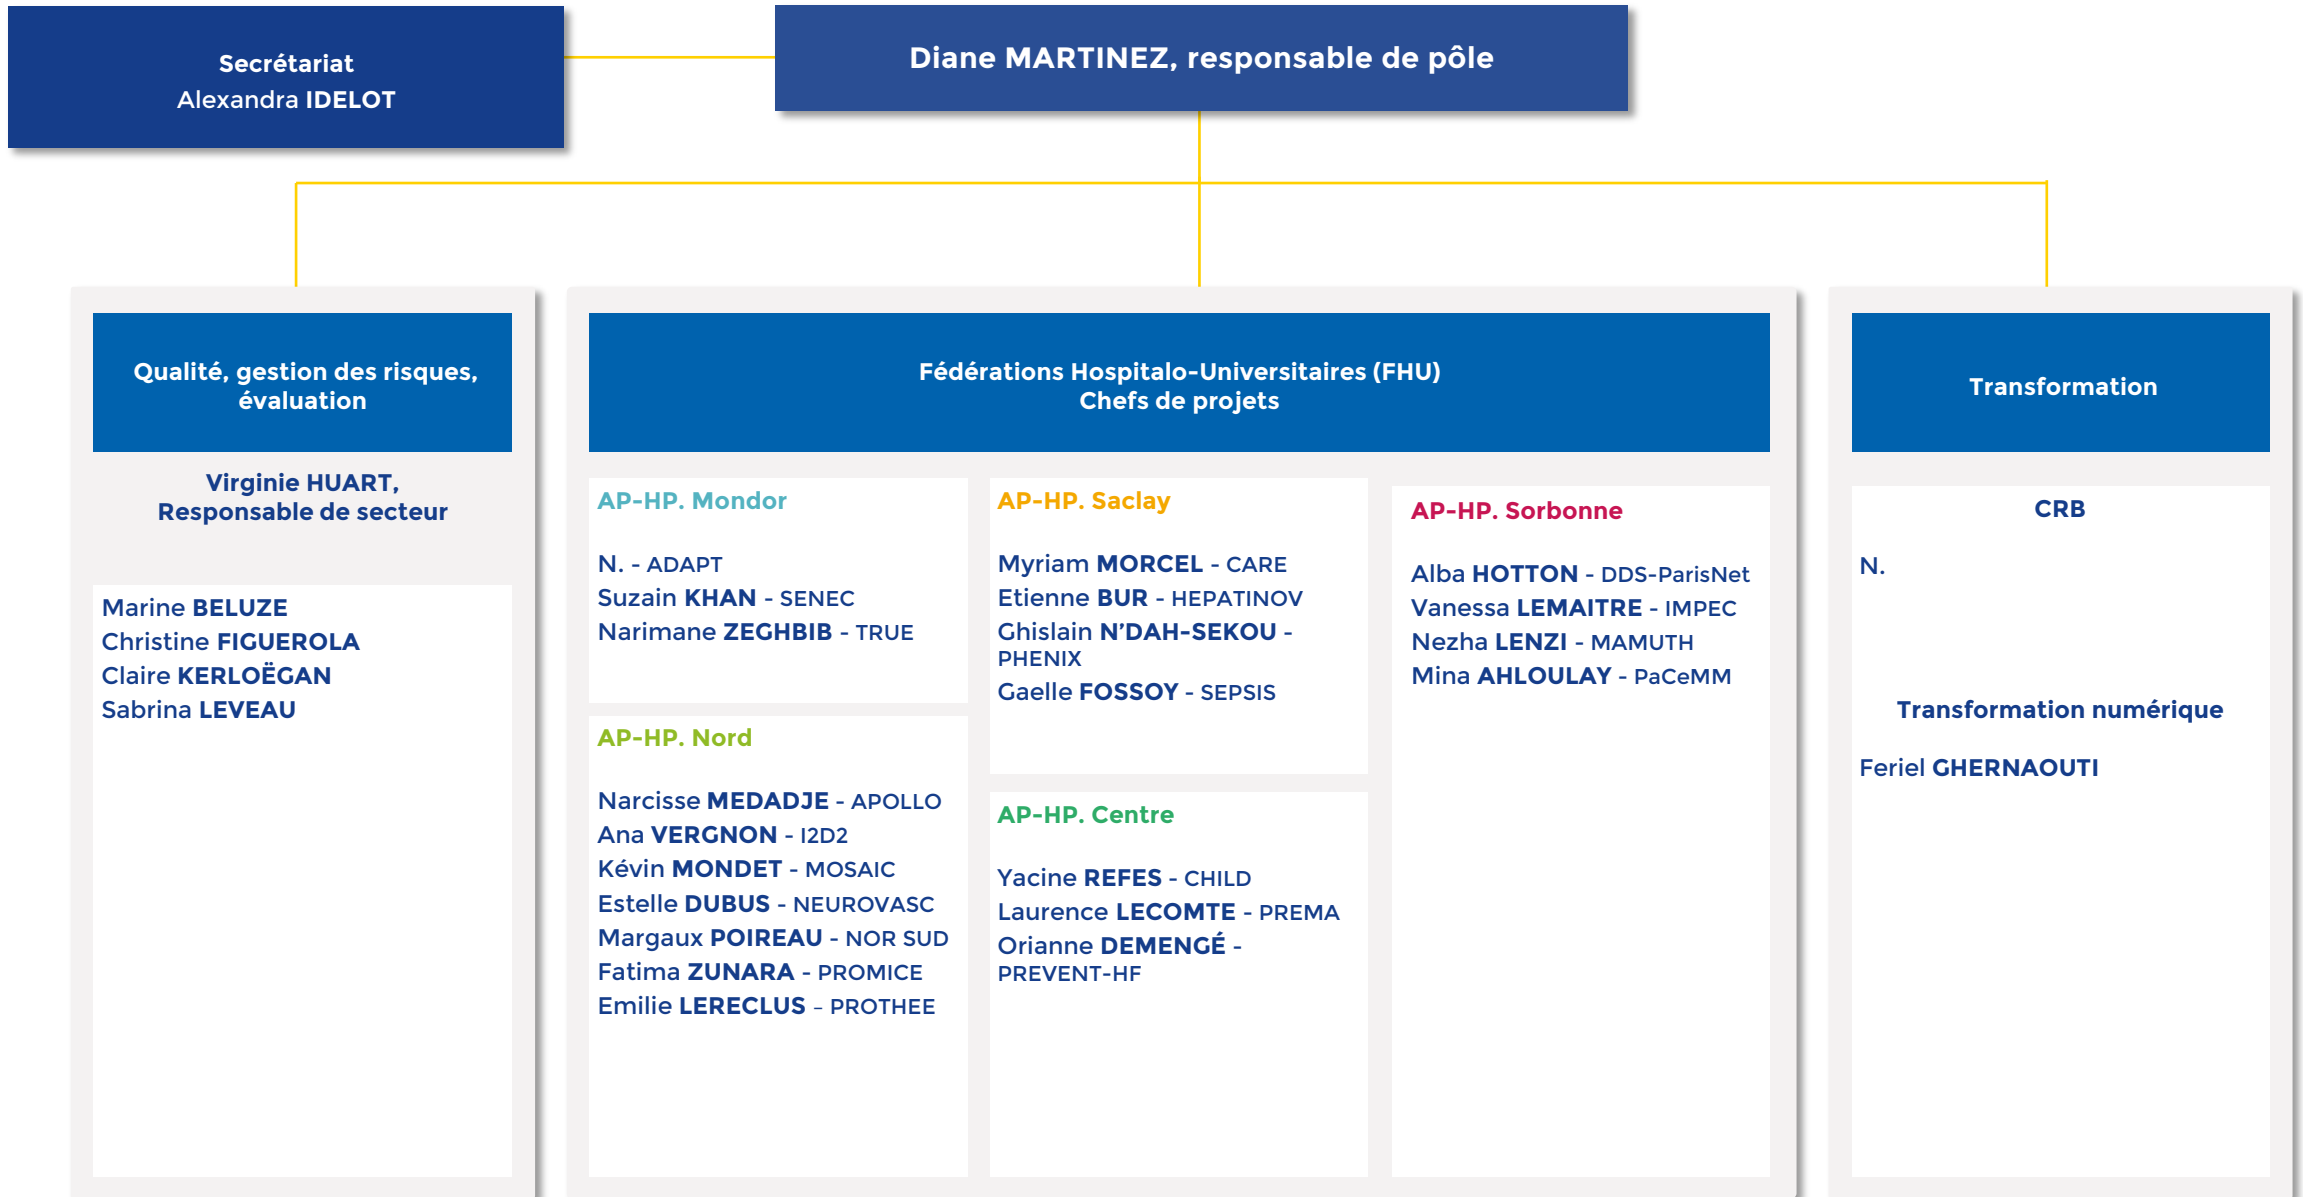 Secrétariat
Alexandra IDELOT
Diane MARTINEZ, responsable de pôle
Qualité, gestion des risques,
évaluation
Virginie HUART,
Responsable de secteur
Marine BELUZE
Christine FIGUEROLA
Claire KERLOËGAN
Sabrina LEVEAU
Fédérations Hospitalo-Universitaires (FHU)
Chefs de projets
AP-HP. Mondor
N. - ADAPT
Suzain KHAN - SENEC
Narimane ZEGHBIB - TRUE
AP-HP. Nord
Narcisse MEDADJE - APOLLO
Ana VERGNON - I2D2
Kévin MONDET - MOSAIC
Estelle DUBUS - NEUROVASC
Margaux POIREAU - NOR SUD
Fatima ZUNARA - PROMICE
Emilie LERECLUS – PROTHEE
AP-HP. Saclay
Myriam MORCEL - CARE
Etienne BUR - HEPATINOV
Ghislain N’DAH-SEKOU -
PHENIX
Gaelle FOSSOY - SEPSIS
AP-HP. Centre
Yacine REFES - CHILD
Laurence LECOMTE - PREMA
Orianne DEMENGÉ -
PREVENT-HF
AP-HP. Sorbonne
Alba HOTTON - DDS-ParisNet
Vanessa LEMAITRE - IMPEC
Nezha LENZI - MAMUTH
Mina AHLOULAY - PaCeMM
Transformation
CRB
N.
Transformation numérique
Feriel GHERNAOUTI